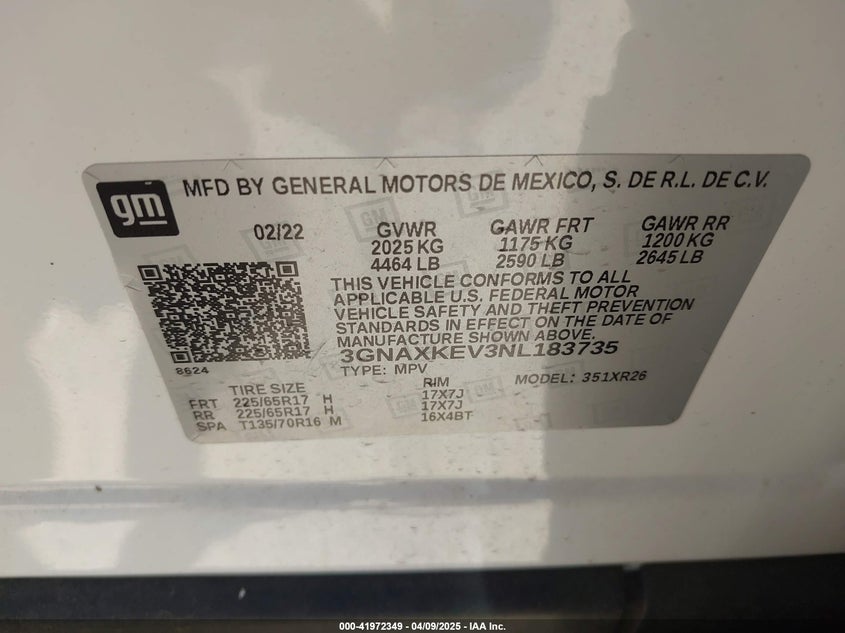 gm
MFD BY GENERAL MOTORS DE MEXICO, S. DE R.L. DE C.V.
02/22 GVWR GAWR FRT GAWR RR
2025 KG 1175 KG 1200 KG
4464 LB 2590 LB 2645 LB
THIS VEHICLE CONFORMS TO ALL
APPLICABLE U.S. FEDERAL MOTOR
VEHICLE SAFETY AND THEFT PREVENTION
STANDARDS IN EFFECT ON THE DATE OF
MANUFACTURE SHOWN ABOVE.
8624
3GNAXKEV3NL183735
TYPE: MPV MODEL: 351XR26
TIRE SIZE RIM
FRT 225/65R17 H 17X7J
RR 225/65R17 H 17X7J
SPA T135/70R16 M 16X4BT
000-41972349 | 04/09/2025 - IAA Inc.